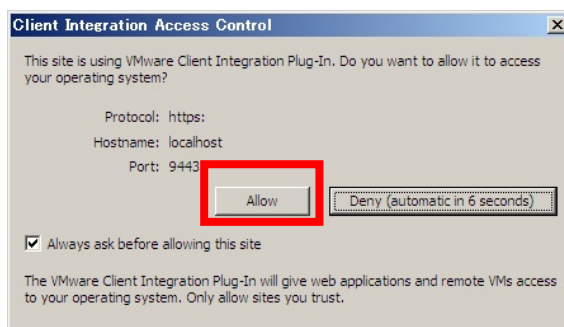 Client Integration Access Control
This site is using VMware Client Integration Plug-In. Do you want to allow it to access
your operating system?
Protocol: https:
Hostname: localhost
Port: 9443
Allow
Deny (automatic in 6 seconds)
Always ask before allowing this site
The VMware Client Integration Plug-In will give web applications and remote VMs access
to your operating system. Only allow sites you trust.